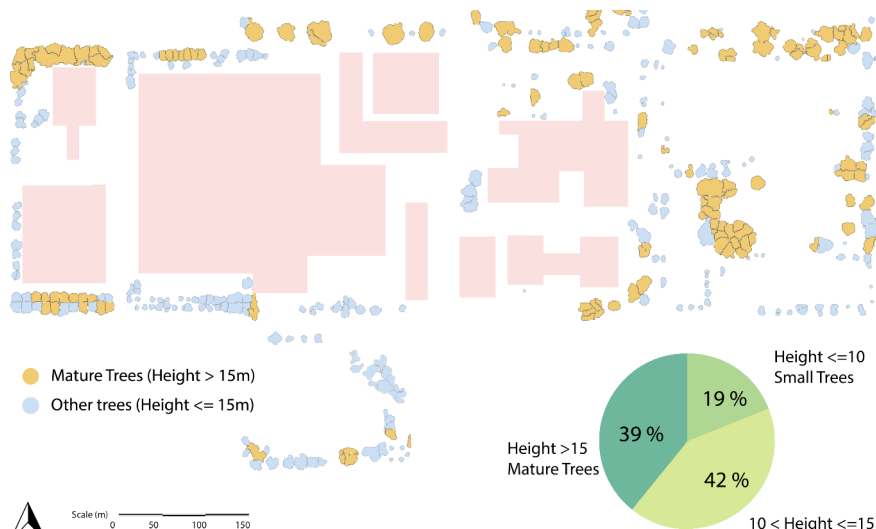 Mature Trees (Height > 15m)
Other trees (Height <= 15m)
Height <=10
Small Trees
19 %
39 %
Height >15
Mature Trees
42 %
10 < Height <=15
Scale (m)
0 50 100 150